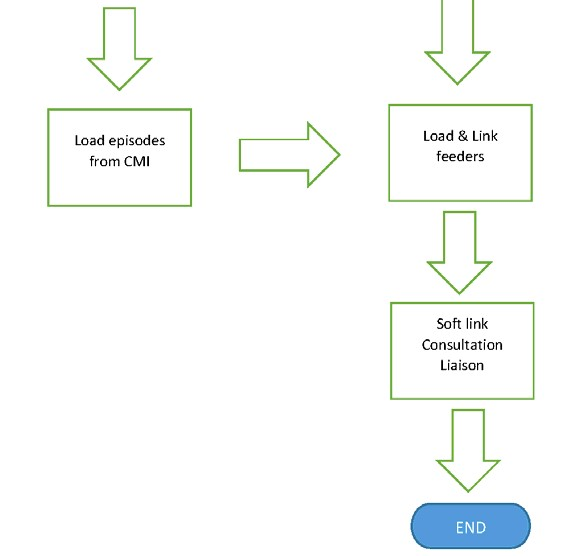 Load episodes
from CMI
Load & Link
feeders
Soft link
Consultation
Liaison
END